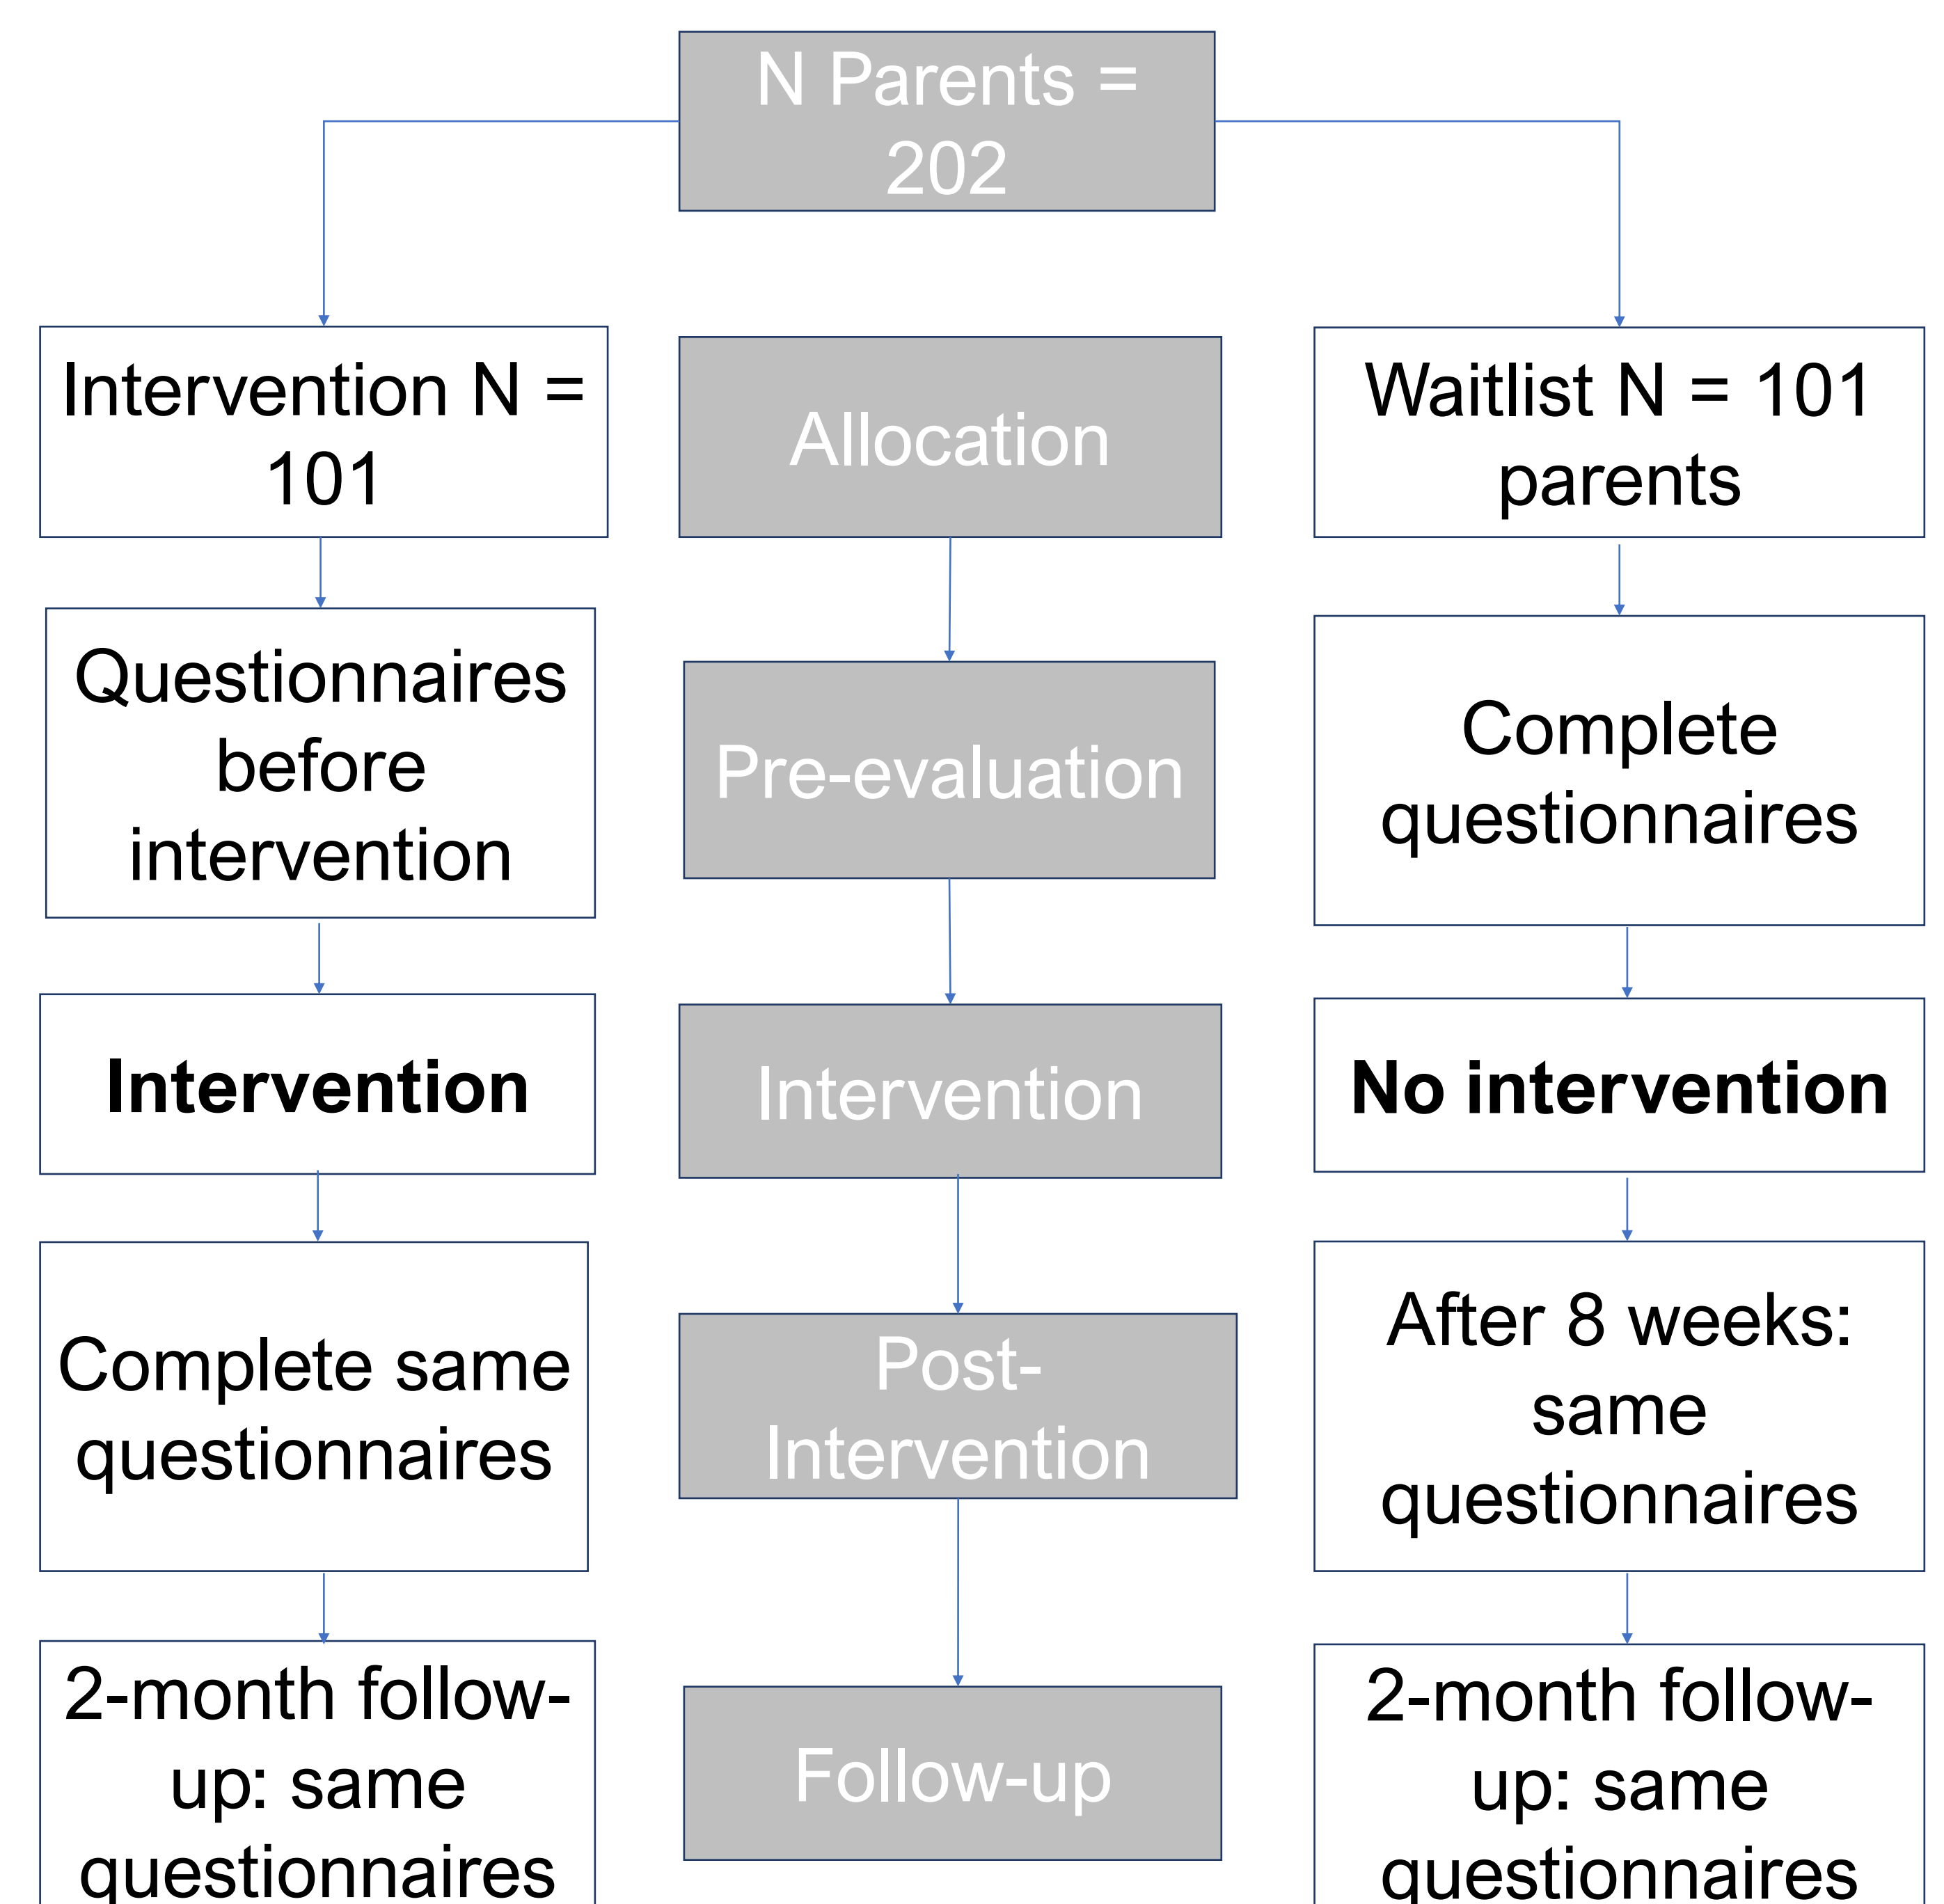 N Parents =
202
Intervention N =
101
Allocation
Waitlist N = 101
parents
Questionnaires
before
intervention
Pre-evaluation
Complete
questionnaires
Intervention
Intervention
No intervention
Complete same
questionnaires
Post-
Intervention
After 8 weeks:
same
questionnaires
2-month follow-
up: same
questionnaires
Follow-up
2-month follow-
up: same
questionnaires